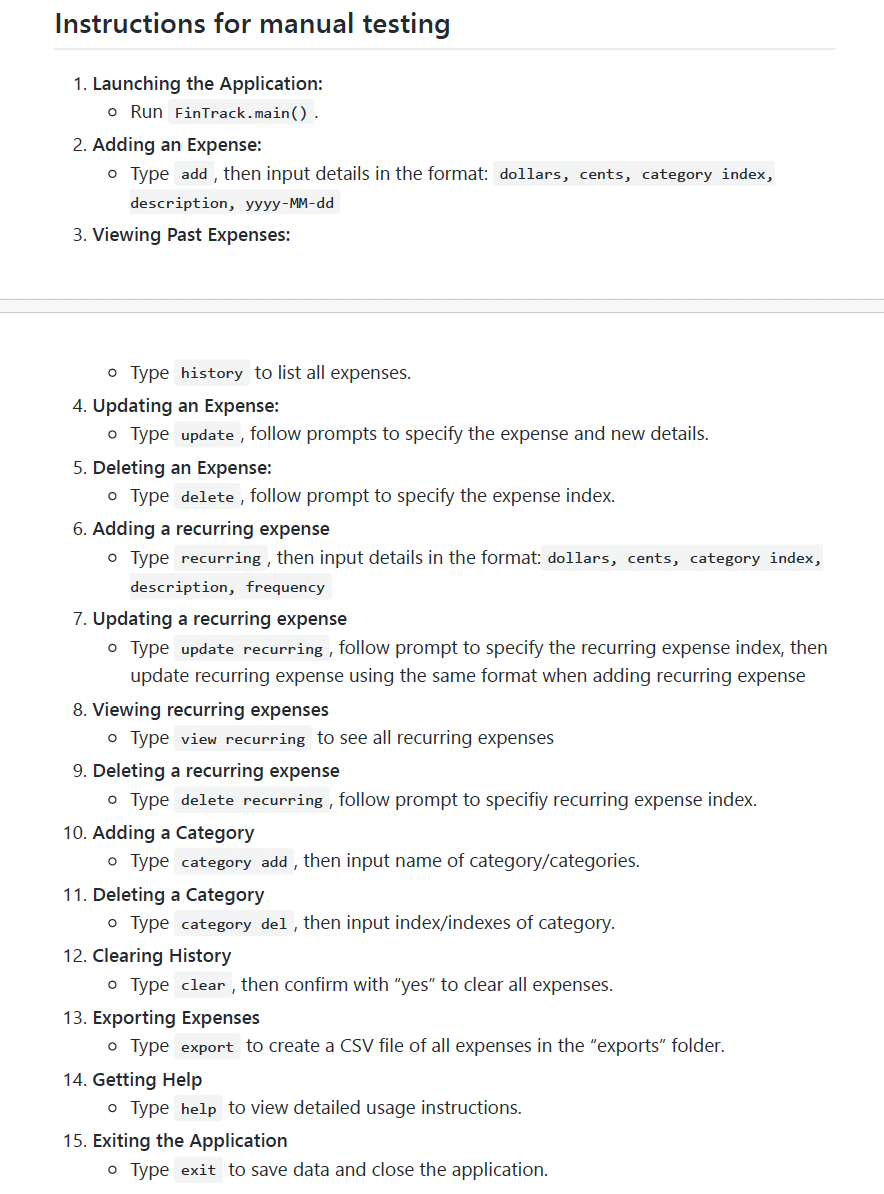 Instructions for manual testing
1. Launching the Application:
Run FinTrack.main() .
2. Adding an Expense:
Type add , then input details in the format: dollars, cents, category index,
description, yyyy-MM-dd
3. Viewing Past Expenses:
Type history to list all expenses.
4. Updating an Expense:
Type update , follow prompts to specify the expense and new details.
5. Deleting an Expense:
Type delete , follow prompt to specify the expense index.
6. Adding a recurring expense
Type recurring , then input details in the format: dollars, cents, category index,
description, frequency
7. Updating a recurring expense
Type update recurring , follow prompt to specify the recurring expense index, then
update recurring expense using the same format when adding recurring expense
8. Viewing recurring expenses
Type view recurring to see all recurring expenses
9. Deleting a recurring expense
Type delete recurring , follow prompt to specifiy recurring expense index.
10. Adding a Category
Type category add , then input name of category/categories.
11. Deleting a Category
Type category del , then input index/indexes of category.
12. Clearing History
Type clear , then confirm with “yes” to clear all expenses.
13. Exporting Expenses
Type export to create a CSV file of all expenses in the “exports” folder.
14. Getting Help
Type help to view detailed usage instructions.
15. Exiting the Application
Type exit to save data and close the application.